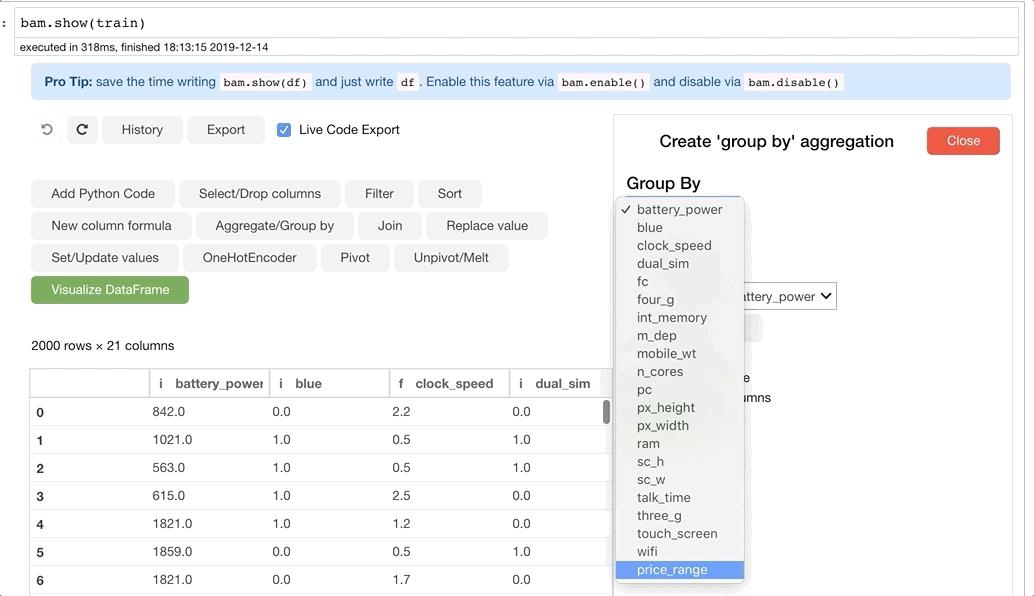 : bam.show(train)
executed in 318ms, finished 18:13:15 2019-12-14
Pro Tip: save the time writing bam.show(df) and just write df . Enable this feature via bam.enable() and disable via bam.disable()
History Export Live Code Export
Create 'group by' aggregation Close
Add Python Code Select/Drop columns Filter Sort
New column formula Aggregate/Group by Join Replace value
Set/Update values OneHotEncoder Pivot Unpivot/Melt
Visualize DataFrame
Group By
✓ battery_power
blue
clock_speed
dual_sim
fc
four_g
int_memory
m_dep
mobile_wt
n_cores
pc
px_height
px_width
ram
sc_h
sc_w
talk_time
three_g
touch_screen
wifi
price_range
attery_power
e
umns
2000 rows × 21 columns
i battery_power i blue f clock_speed i dual_sim
0 842.0 0.0 2.2 0.0
1 1021.0 1.0 0.5 1.0
2 563.0 1.0 0.5 1.0
3 615.0 1.0 2.5 0.0
4 1821.0 1.0 1.2 0.0
5 1859.0 0.0 0.5 1.0
6 1821.0 0.0 1.7 0.0